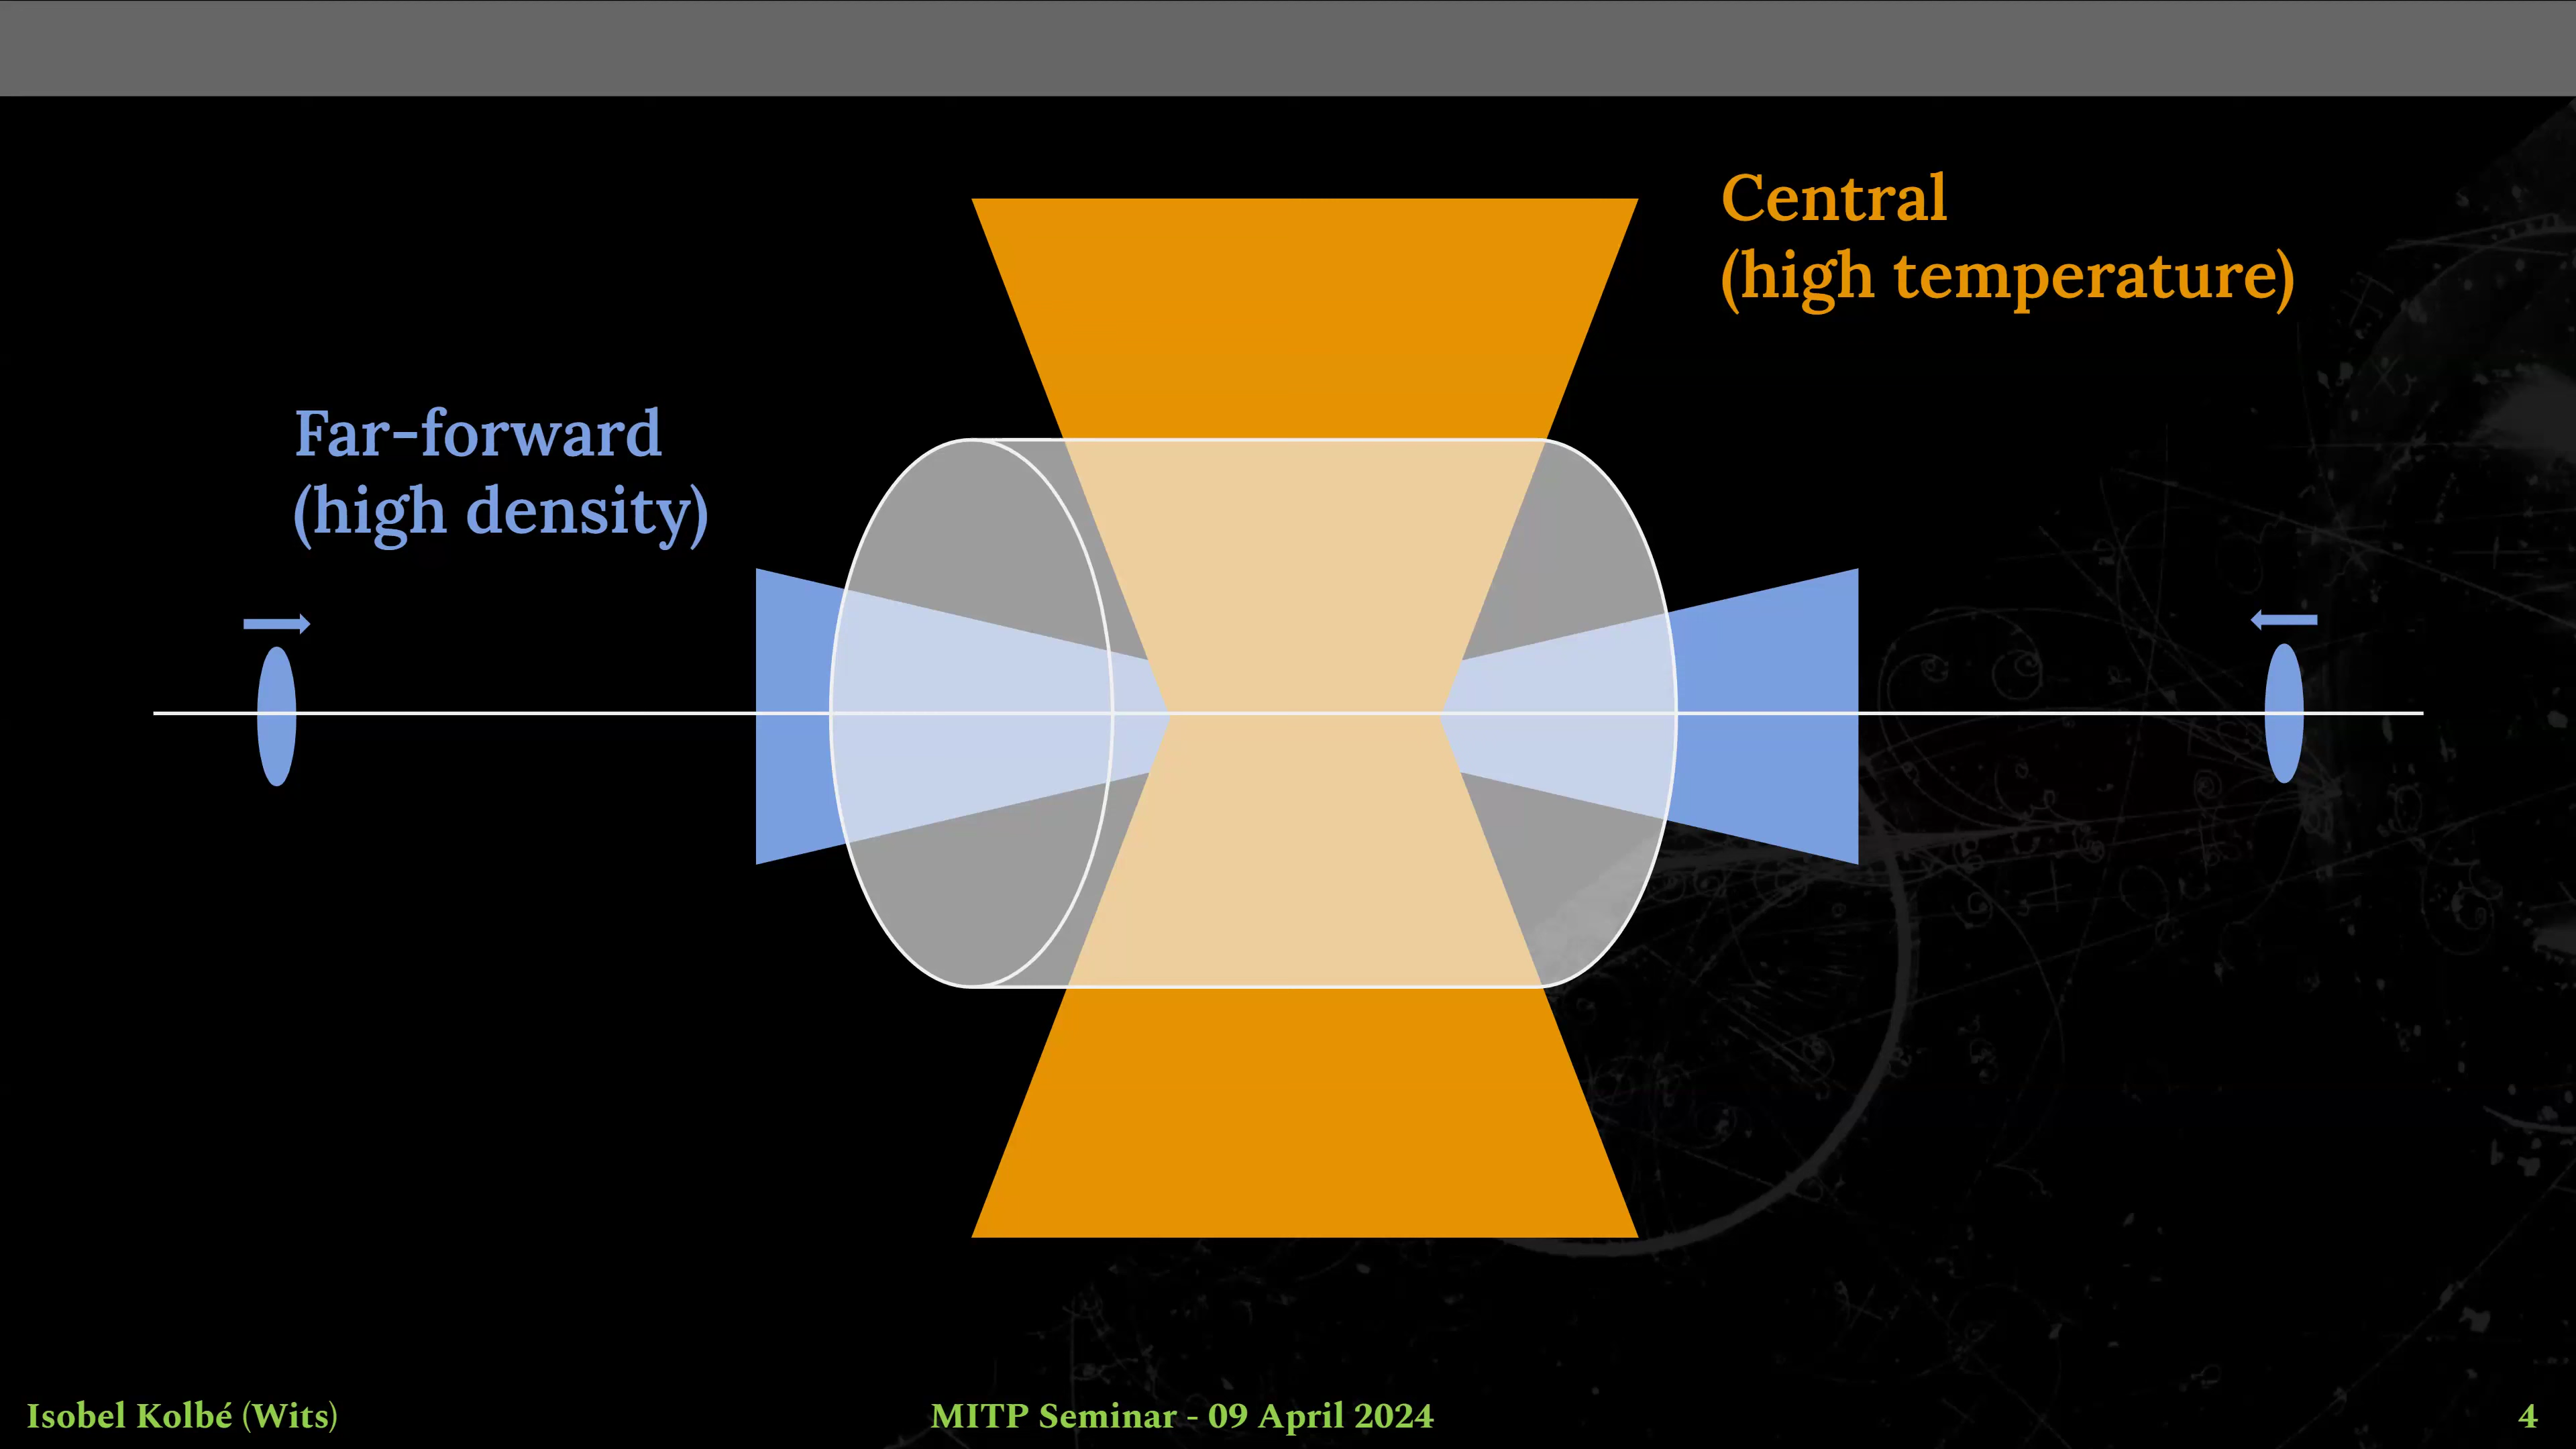 Central
(high temperature)
Far-forward
(high density)
Isobel Kolbé (Wits)
MITP Seminar - 09 April 2024
4